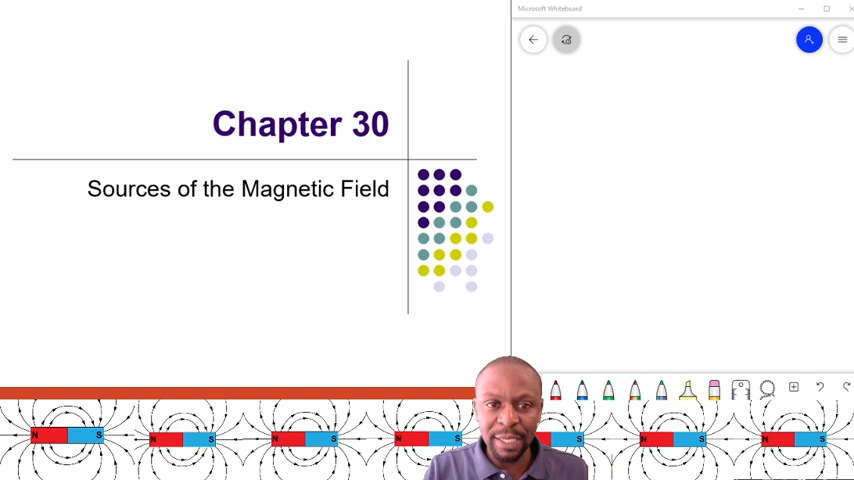 Microsoft Whiteboard
Chapter 30
Sources of the Magnetic Field
N S N S N S N S S N S N S